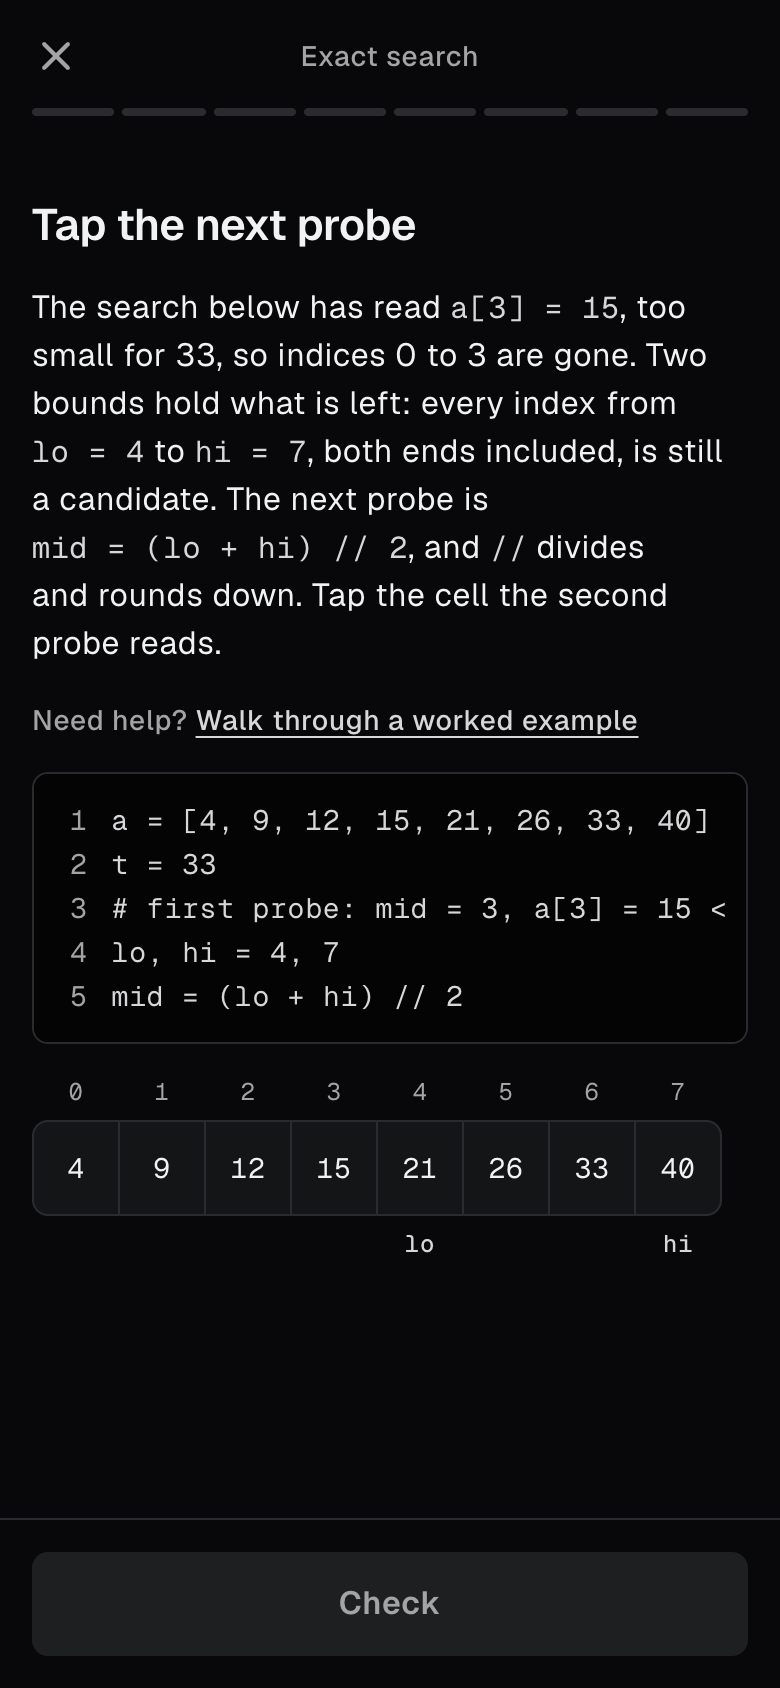 Exact search
Tap the next probe
The search below has read a[3] = 15, too
small for 33, so indices 0 to 3 are gone. Two
bounds hold what is left: every index from
lo = 4 to hi = 7, both ends included, is still
a candidate. The next probe is
mid = (lo + hi) // 2, and // divides
and rounds down. Tap the cell the second
probe reads.
Need help? Walk through a worked example
1 a = [4, 9, 12, 15, 21, 26, 33, 40]
2 t = 33
3 # first probe: mid = 3, a[3] = 15 <
4 lo, hi = 4, 7
5 mid = (lo + hi) // 2
0 1 2 3 4 5 6 7
4 9 12 15 21 26 33 40
lo hi
Check